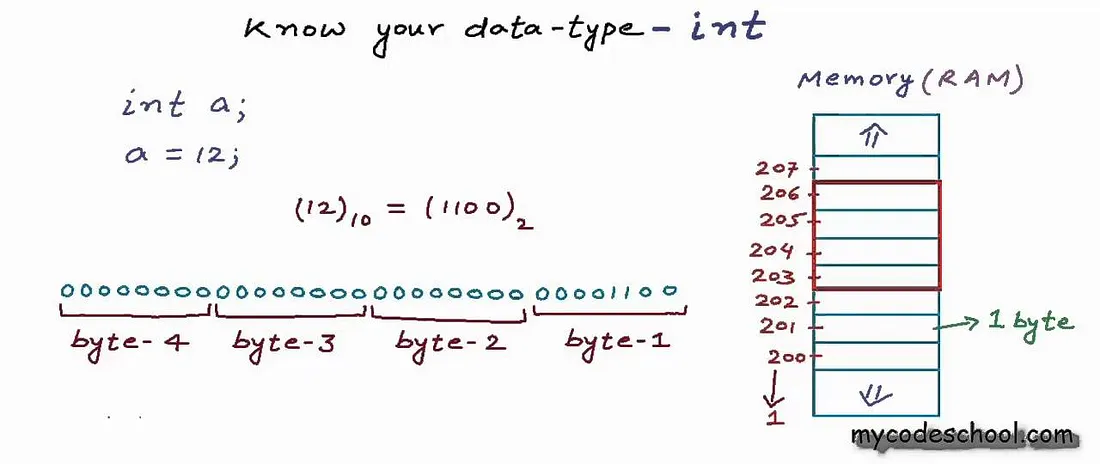 Know your data-type - int
int a;
a = 12;
(12)₁₀ = (1100)₂
00000000 00000000 00000000 00001100
byte-4 byte-3 byte-2 byte-1
Memory (RAM)
207
206
205
204
203
202
201 → 1 byte
200
1
mycodeschool.com